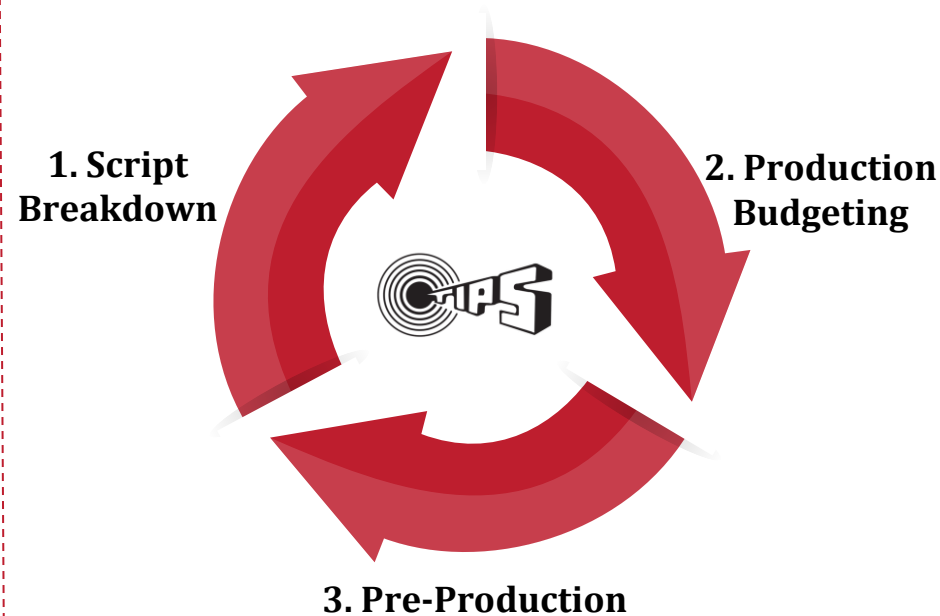 1. Script
Breakdown
2. Production
Budgeting
TIPS
3. Pre-Production